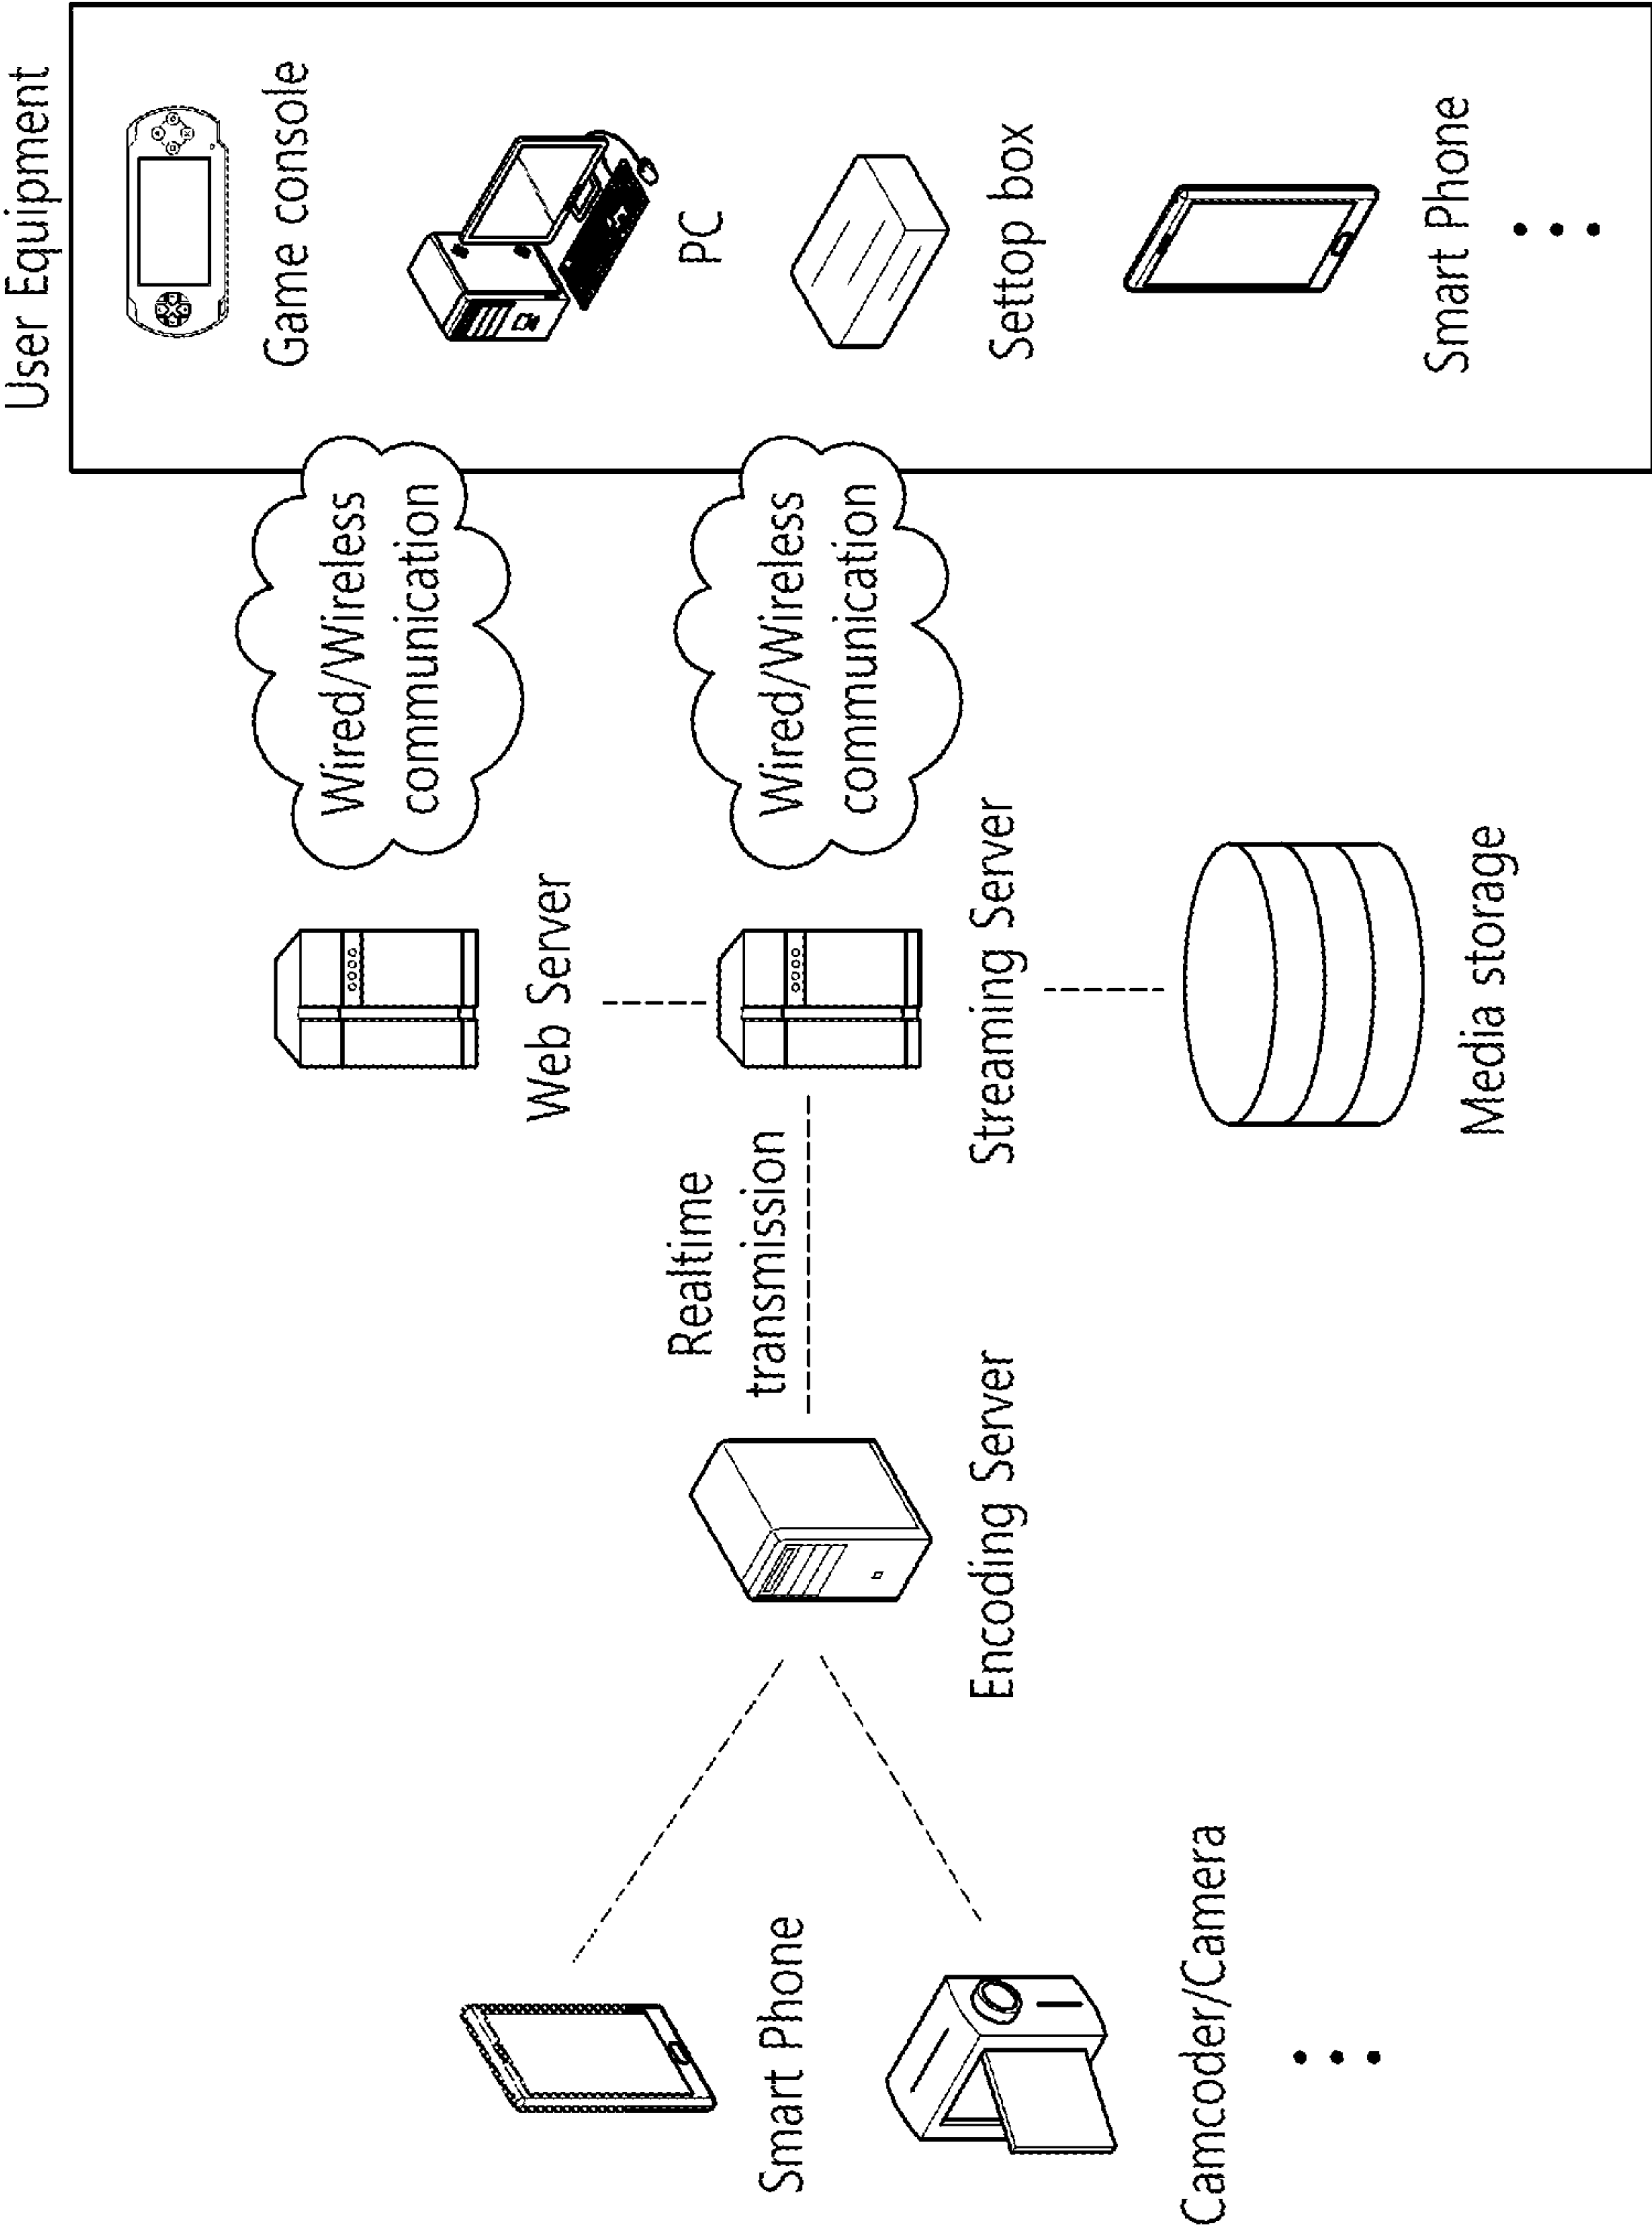 User Equipment
Game console
PC
Settop box
Smart Phone
Wired/Wireless
communication
Wired/Wireless
communication
Web Server
Streaming Server
Media storage
Realtime
transmission
Encoding Server
Smart Phone
Camcoder/Camera